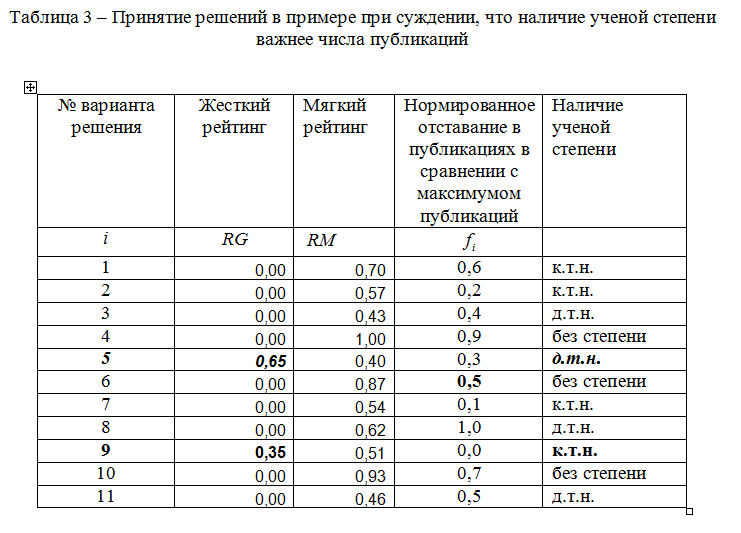 Таблица 3 – Принятие решений в примере при суждении, что наличие ученой степени
важнее числа публикаций
№ варианта решения Жесткий рейтинг Мягкий рейтинг Нормированное отставание в публикациях в сравнении с максимумом публикаций Наличие ученой степени
i RG RM fi
1 0,00 0,70 0,6 к.т.н.
2 0,00 0,57 0,2 к.т.н.
3 0,00 0,43 0,4 д.т.н.
4 0,00 1,00 0,9 без степени
5 0,65 0,40 0,3 д.т.н.
6 0,00 0,87 0,5 без степени
7 0,00 0,54 0,1 к.т.н.
8 0,00 0,62 1,0 д.т.н.
9 0,35 0,51 0,0 к.т.н.
10 0,00 0,93 0,7 без степени
11 0,00 0,46 0,5 д.т.н.